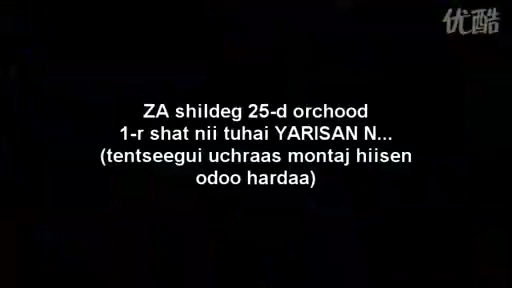 优酷
ZA shildeg 25-d orchood
1-r shat nii tuhai YARISAN N...
(tentseegui uchraas montaj hiisen
odoo hardaa)